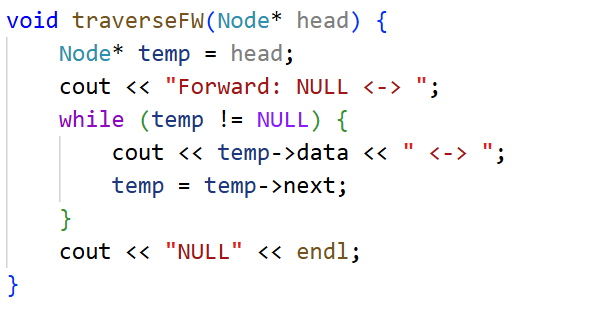 void traverseFW(Node* head) {
    Node* temp = head;
    cout << "Forward: NULL <-> ";
    while (temp != NULL) {
        cout << temp->data << " <-> ";
        temp = temp->next;
    }
    cout << "NULL" << endl;
}